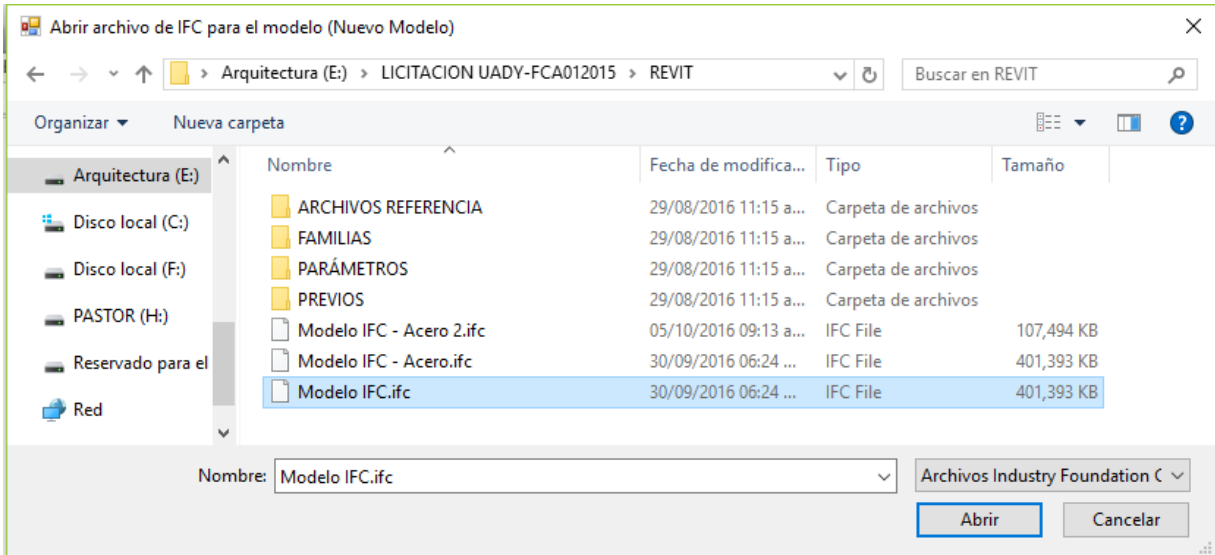 Abrir archivo de IFC para el modelo (Nuevo Modelo)
Arquitectura (E:) > LICITACION UADY-FCA012015 > REVIT
Buscar en REVIT
Organizar
Nueva carpeta
Nombre Fecha de modifica... Tipo Tamaño
Arquitectura (E:)
Disco local (C:)
Disco local (F:)
PASTOR (H:)
Reservado para el
Red
ARCHIVOS REFERENCIA 29/08/2016 11:15 a... Carpeta de archivos
FAMILIAS 29/08/2016 11:15 a... Carpeta de archivos
PARÁMETROS 29/08/2016 11:15 a... Carpeta de archivos
PREVIOS 29/08/2016 11:15 a... Carpeta de archivos
Modelo IFC - Acero 2.ifc 05/10/2016 09:13 a... IFC File 107,494 KB
Modelo IFC - Acero.ifc 30/09/2016 06:24 ... IFC File 401,393 KB
Modelo IFC.ifc 30/09/2016 06:24 ... IFC File 401,393 KB
Nombre: Modelo IFC.ifc
Archivos Industry Foundation C
Abrir
Cancelar